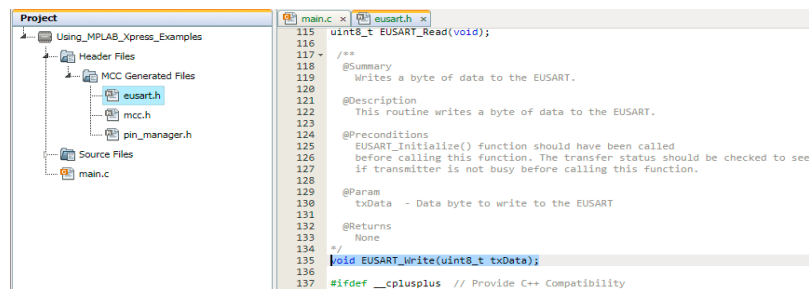 Project
Using_MPLAB_Xpress_Examples
Header Files
MCC Generated Files
eusart.h
mcc.h
pin_manager.h
Source Files
main.c
main.c x eusart.h x
115 uint8_t EUSART_Read(void);
116
117 /**
118 @Summary
119 Writes a byte of data to the EUSART.
120
121 @Description
122 This routine writes a byte of data to the EUSART.
123
124 @Preconditions
125 EUSART_Initialize() function should have been called
126 before calling this function. The transfer status should be checked to see
127 if transmitter is not busy before calling this function.
128
129 @Param
130 txData - Data byte to write to the EUSART
131
132 @Returns
133 None
134 */
135 void EUSART_Write(uint8_t txData);
136
137 #ifdef __cplusplus // Provide C++ Compatibility